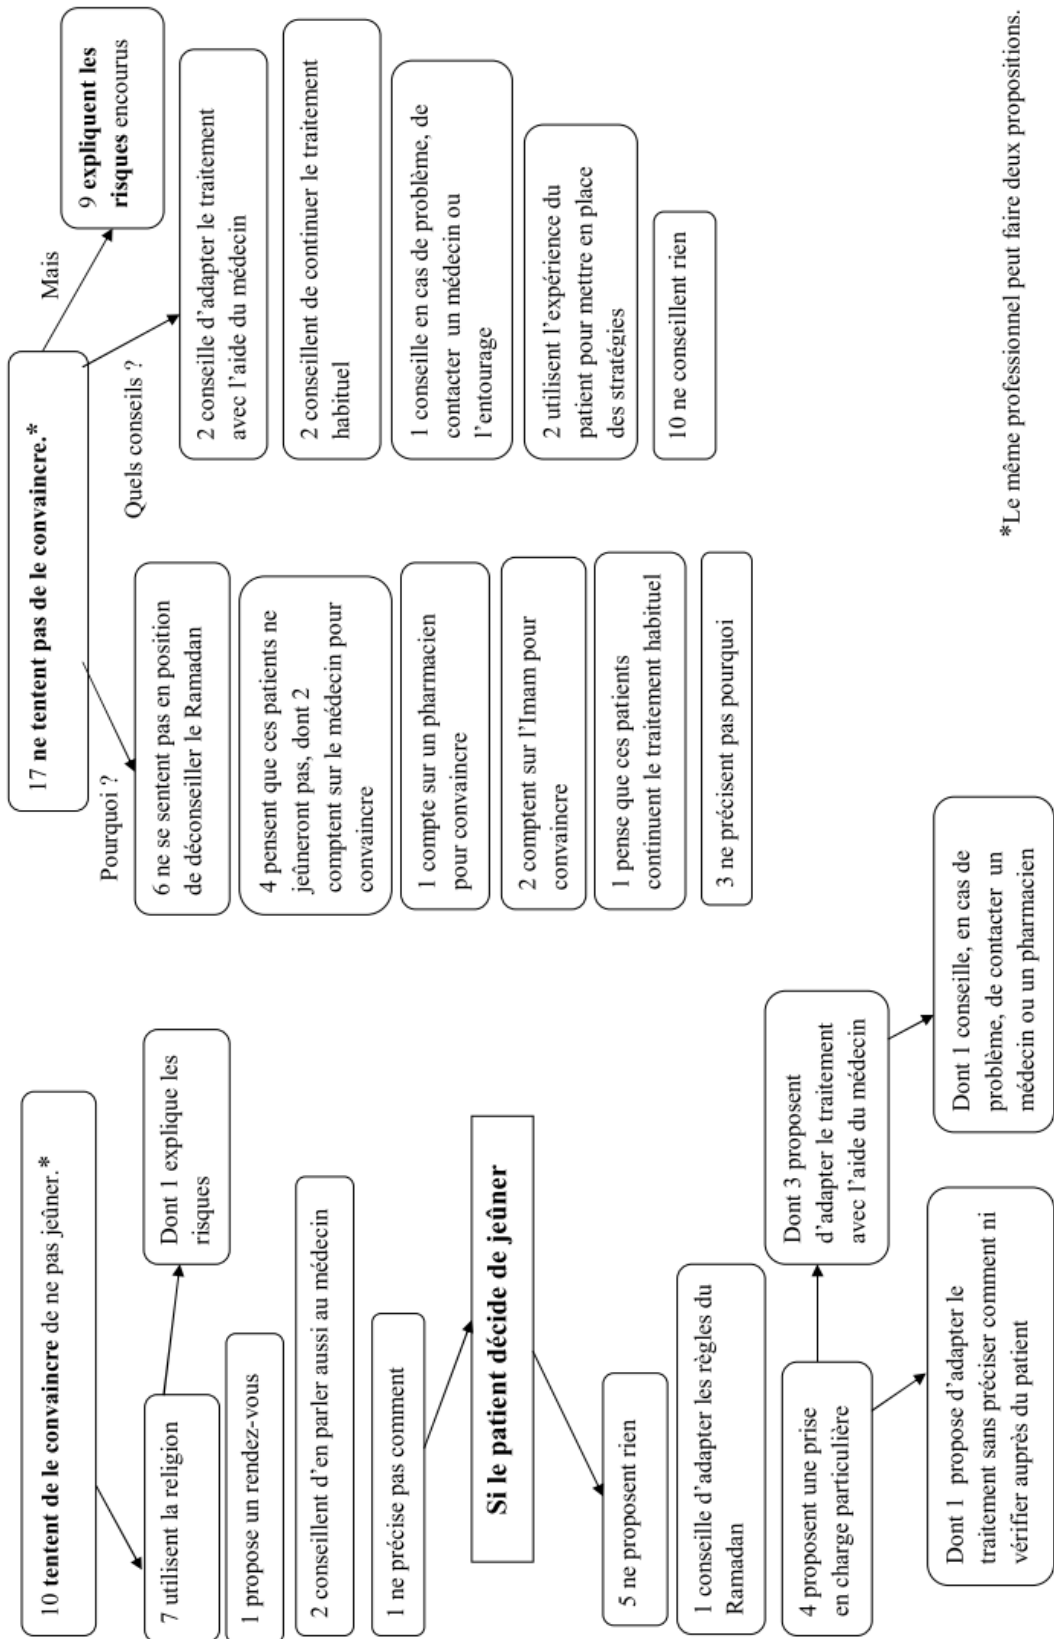 10 tentent de le convaincre de ne pas jeûner.*
7 utilisent la religion
Dont 1 explique les
risques
1 propose un rendez-vous
2 conseillent d'en parler aussi au médecin
1 ne précise pas comment
Si le patient décide de jeûner
5 ne proposent rien
1 conseille d'adapter les règles du
Ramadan
4 proposent une prise
en charge particulière
Dont 3 proposent
d'adapter le traitement
avec l'aide du médecin
Dont 1 propose d'adapter le
traitement sans préciser comment ni
vérifier auprès du patient
Dont 1 conseille, en cas de
problème, de contacter un
médecin ou un pharmacien
17 ne tentent pas de le convaincre.*
Pourquoi ?
6 ne se sentent pas en position
de déconseiller le Ramadan
4 pensent que ces patients ne
jeûneront pas, dont 2
comptent sur le médecin pour
convaincre
1 compte sur un pharmacien
pour convaincre
2 comptent sur l'Imam pour
convaincre
1 pense que ces patients
continuent le traitement habituel
3 ne précisent pas pourquoi
Mais
9 expliquent les
risques encourus
Quels conseils ?
2 conseille d'adapter le traitement
avec l'aide du médecin
2 conseillent de continuer le traitement
habituel
1 conseille en cas de problème, de
contacter un médecin ou
l'entourage
2 utilisent l'expérience du
patient pour mettre en place
des stratégies
10 ne conseillent rien
*Le même professionnel peut faire deux propositions.